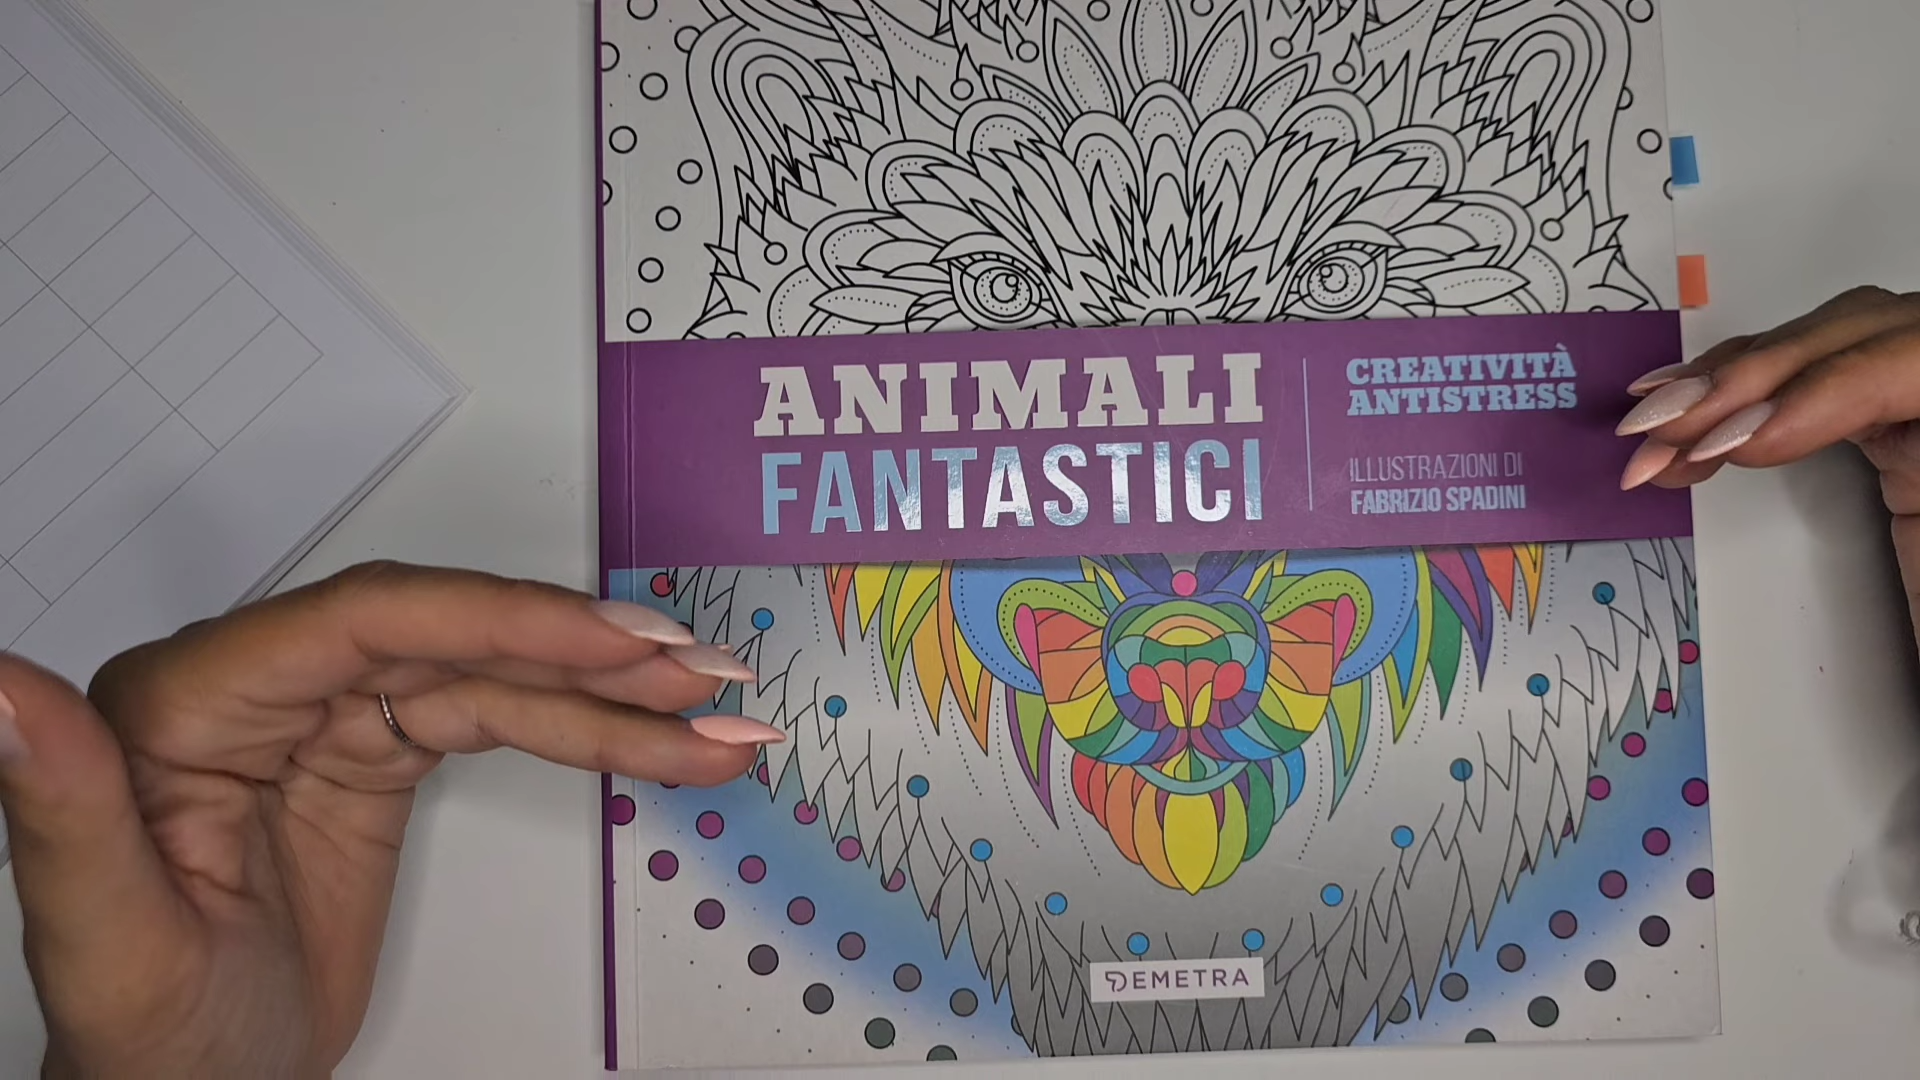 ANIMALI
FANTASTICI
CREATIVITÀ
ANTISTRESS
ILLUSTRAZIONI DI
FABRIZIO SPADINI
DEMETRA